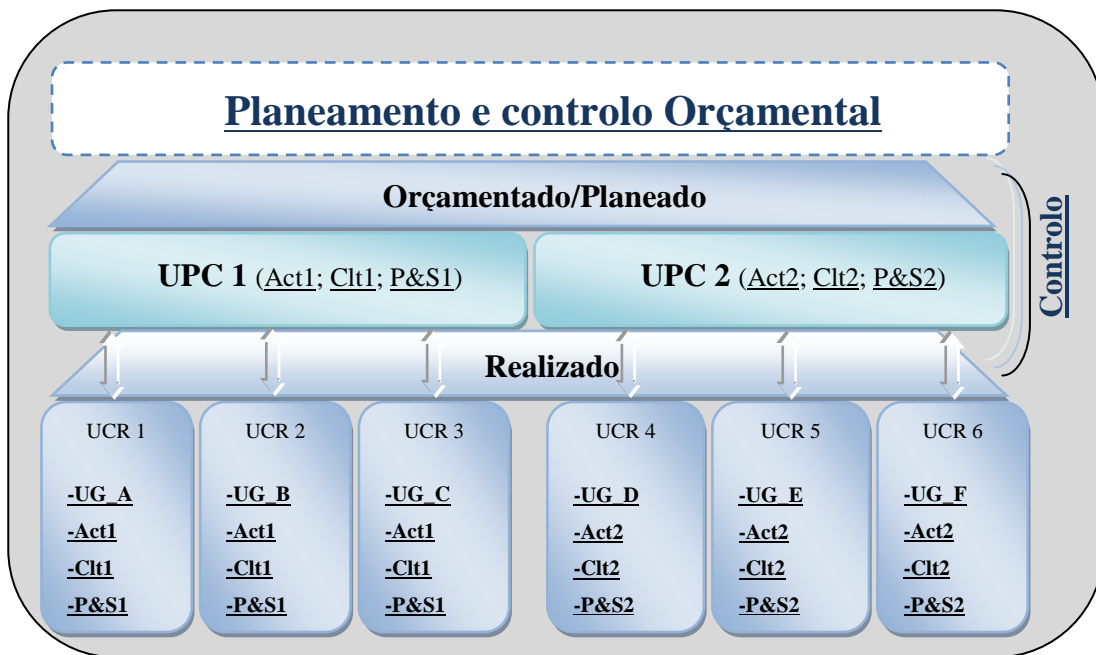 Planeamento e controlo Orçamental
Orçamentado/Planeado
Controlo
UPC 1 (Act1; Clt1; P&S1)
UPC 2 (Act2; Clt2; P&S2)
Realizado
UCR 1
-UG_A
-Act1
-Clt1
-P&S1
UCR 2
-UG_B
-Act1
-Clt1
-P&S1
UCR 3
-UG_C
-Act1
-Clt1
-P&S1
UCR 4
-UG_D
-Act2
-Clt2
-P&S2
UCR 5
-UG_E
-Act2
-Clt2
-P&S2
UCR 6
-UG_F
-Act2
-Clt2
-P&S2